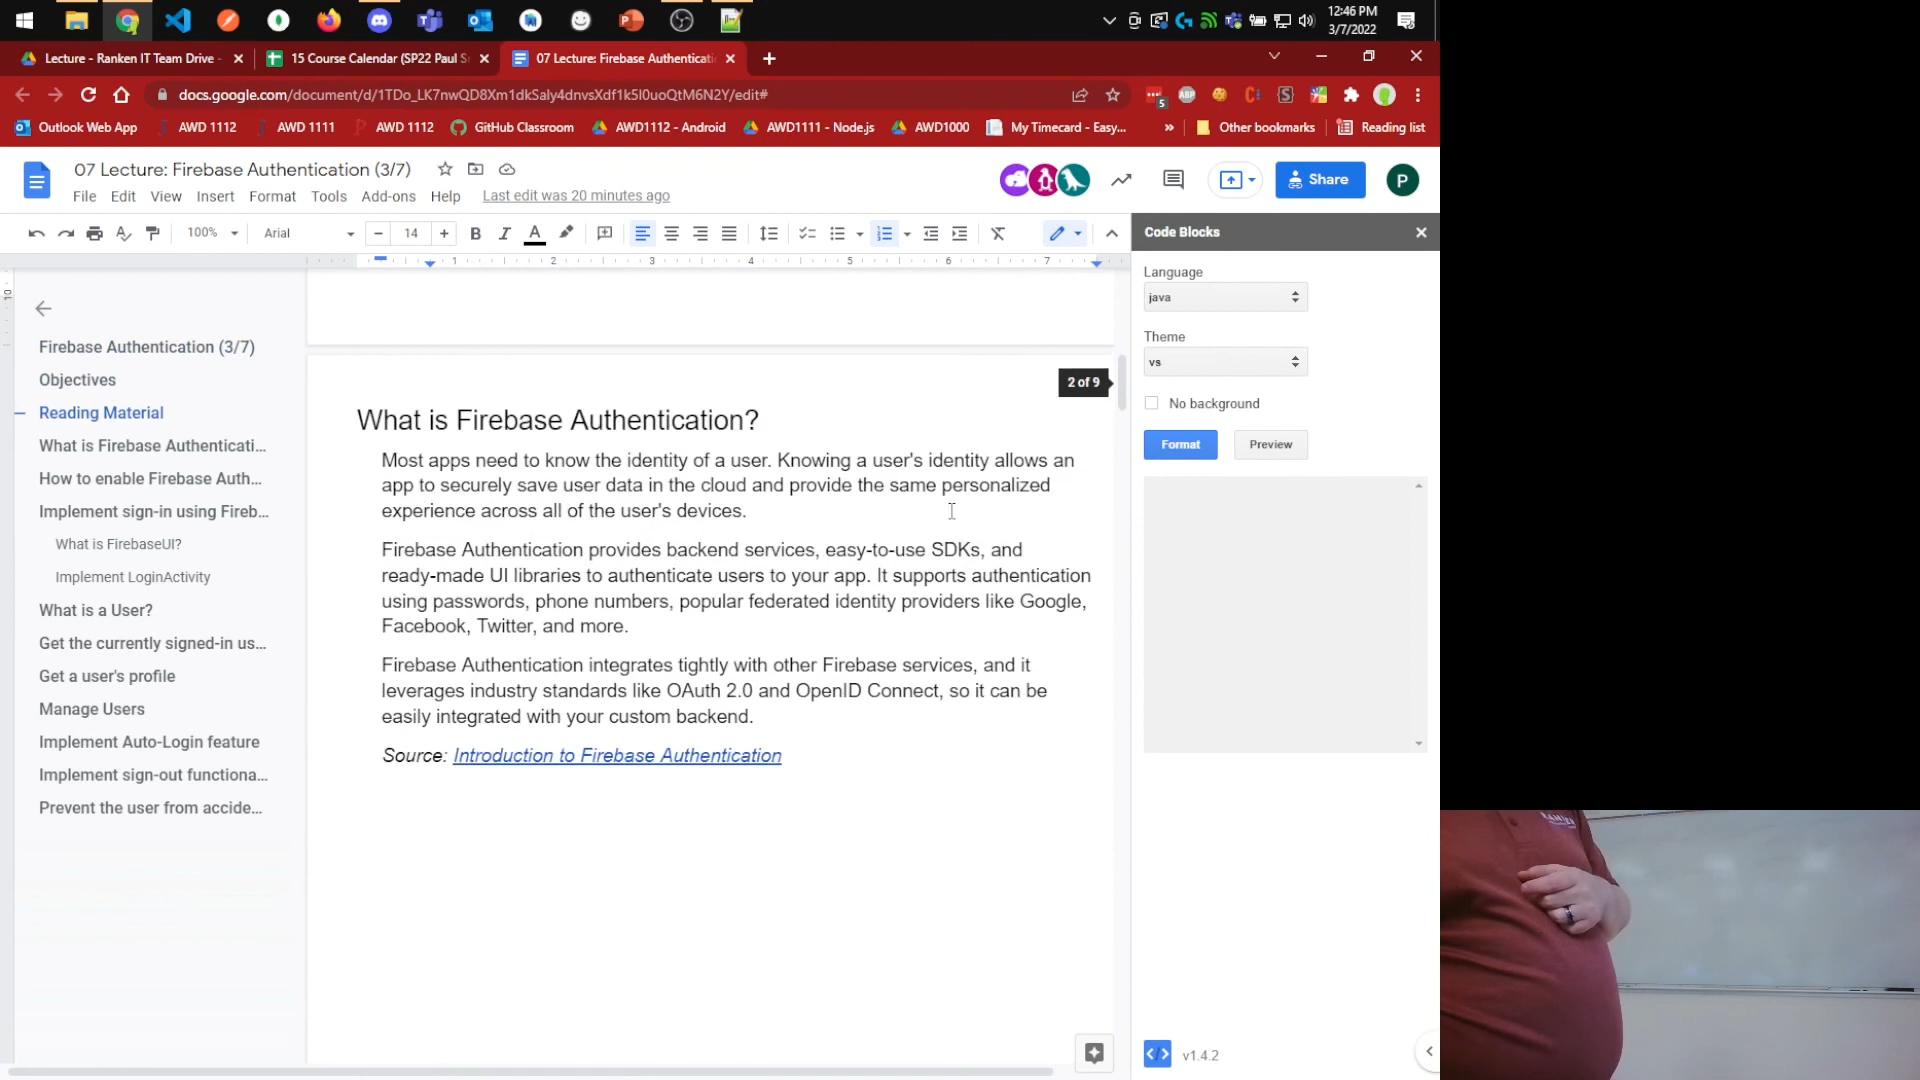 12:46 PM
3/7/2022
Lecture - Ranken IT Team Drive -
15 Course Calendar (SP22 Paul S
07 Lecture: Firebase Authenticati
docs.google.com/document/d/1TDo_LK7nwQD8Xm1dkSaly4dnvsXdf1k5l0uoQtM6N2Y/edit#
5
ABP
Outlook Web App
AWD 1112
AWD 1111
AWD 1112
GitHub Classroom
AWD1112 - Android
AWD1111 - Node.js
AWD1000
My Timecard - Easy...
»
Other bookmarks
Reading list
07 Lecture: Firebase Authentication (3/7)
File Edit View Insert Format Tools Add-ons Help Last edit was 20 minutes ago
Share
P
100%
Arial
14
B I A
Code Blocks
1 2 3 4 5 6 7
10
Language
java
Theme
vs
No background
Format
Preview
v1.4.2
Firebase Authentication (3/7)
Objectives
Reading Material
What is Firebase Authenticati...
How to enable Firebase Auth...
Implement sign-in using Fireb...
What is FirebaseUI?
Implement LoginActivity
What is a User?
Get the currently signed-in us...
Get a user's profile
Manage Users
Implement Auto-Login feature
Implement sign-out functiona...
Prevent the user from accide...
2 of 9
What is Firebase Authentication?
Most apps need to know the identity of a user. Knowing a user's identity allows an
app to securely save user data in the cloud and provide the same personalized
experience across all of the user's devices.
Firebase Authentication provides backend services, easy-to-use SDKs, and
ready-made UI libraries to authenticate users to your app. It supports authentication
using passwords, phone numbers, popular federated identity providers like Google,
Facebook, Twitter, and more.
Firebase Authentication integrates tightly with other Firebase services, and it
leverages industry standards like OAuth 2.0 and OpenID Connect, so it can be
easily integrated with your custom backend.
Source: Introduction to Firebase Authentication